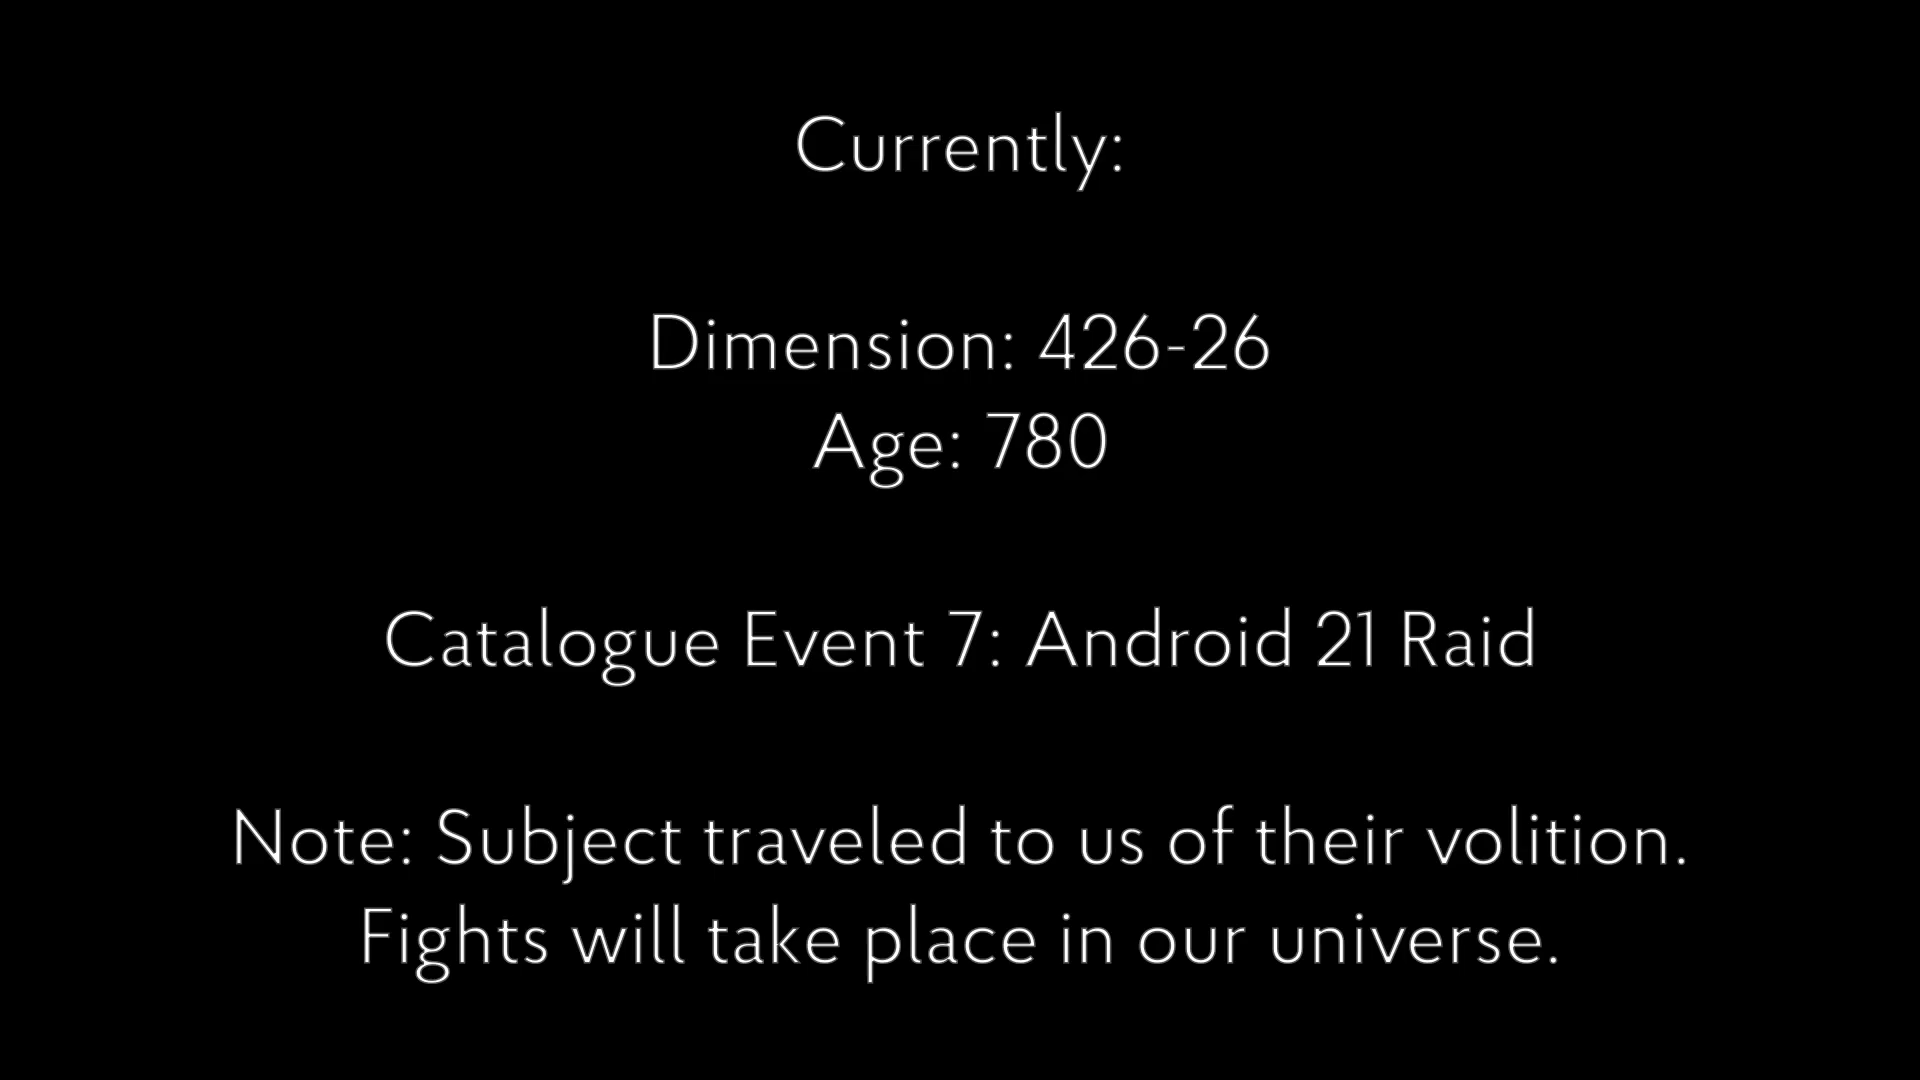 Currently:
Dimension: 426-26
Age: 780
Catalogue Event 7: Android 21 Raid
Note: Subject traveled to us of their volition.
Fights will take place in our universe.